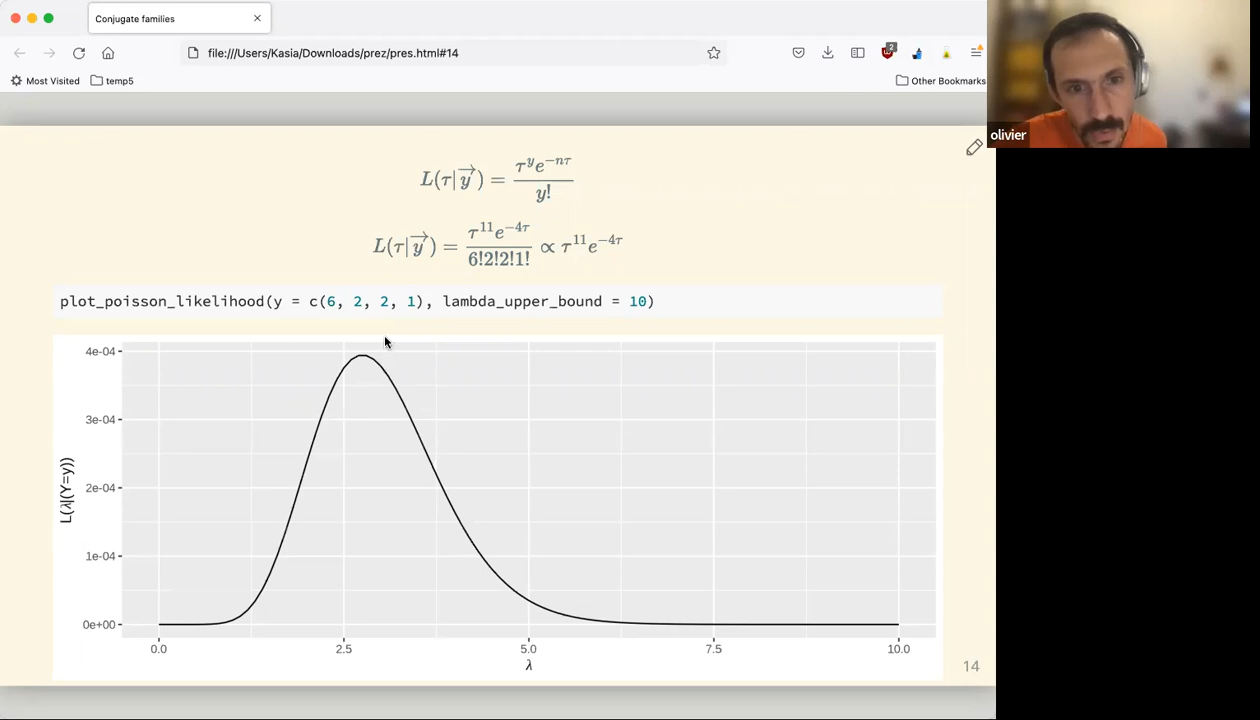 Conjugate families
file:///Users/Kasia/Downloads/prez/pres.html#14
2
Most Visited
temp5
Other Bookmarks
olivier
L(τ|y⃗) = τ^y e^{-nτ} / y!
L(τ|y⃗) = τ^{11} e^{-4τ} / 6!2!2!1! ∝ τ^{11} e^{-4τ}
plot_poisson_likelihood(y = c(6, 2, 2, 1), lambda_upper_bound = 10)
4e-04
3e-04
2e-04
1e-04
0e+00
L(λ|(Y=y))
0.0 2.5 5.0 7.5 10.0
λ
14